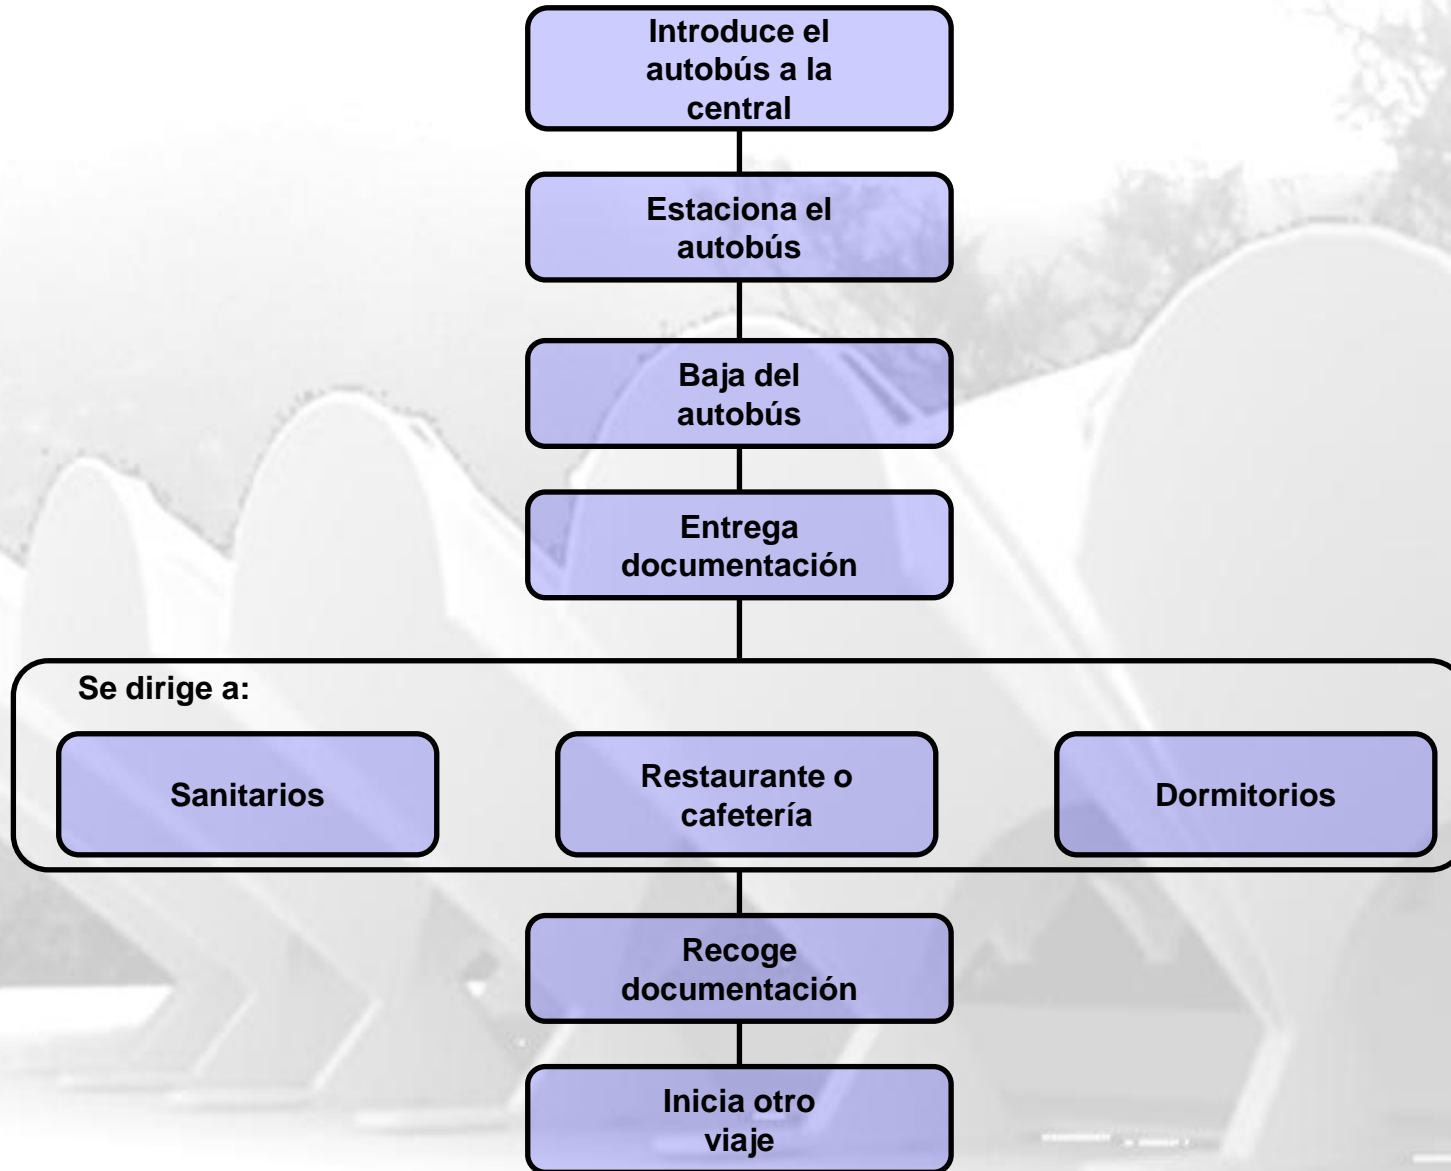 Introduce el
autobús a la
central
Estaciona el
autobús
Baja del
autobús
Entrega
documentación
Se dirige a:
Sanitarios
Restaurante o
cafetería
Dormitorios
Recoge
documentación
Inicia otro
viaje